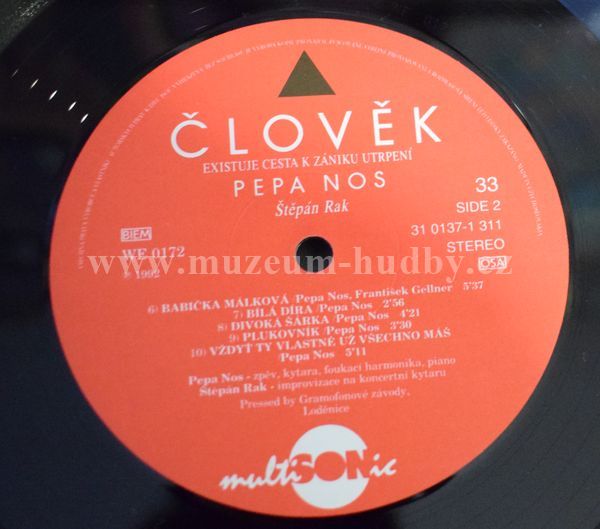 ČLOVĚK
EXISTUJE CESTA K ZÁNIKU UTRPENÍ
PEPA NOS
Štěpán Rak
33
SIDE 2
31 0137-1 311
STEREO
OSA
BIEM
WE 0172
℗ 1992
www.muzeum-hudby.cz
6) BABIČKA MÁLKOVÁ /Pepa Nos, František Gellner 5'37
7) BÍLÁ DÍRA /Pepa Nos 2'56
8) DIVOKÁ ŠÁRKA /Pepa Nos 4'21
9) PLUKOVNÍK /Pepa Nos 3'30
10) VŽDYŤ TY VLASTNĚ UŽ VŠECHNO MÁŠ
/Pepa Nos 5'11
Pepa Nos - zpěv, kytara, foukací harmonika, piano
Štěpán Rak - improvizace na koncertní kytaru
Pressed by Gramofonové závody,
Loděnice
multiSONic